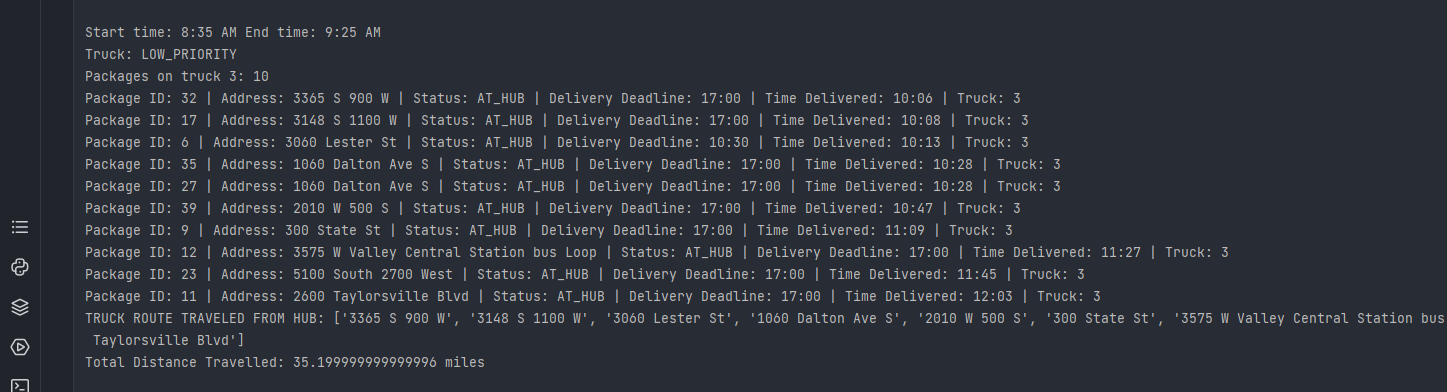 Start time: 8:35 AM End time: 9:25 AM
Truck: LOW_PRIORITY
Packages on truck 3: 10
Package ID: 32 | Address: 3365 S 900 W | Status: AT_HUB | Delivery Deadline: 17:00 | Time Delivered: 10:06 | Truck: 3
Package ID: 17 | Address: 3148 S 1100 W | Status: AT_HUB | Delivery Deadline: 17:00 | Time Delivered: 10:08 | Truck: 3
Package ID: 6 | Address: 3060 Lester St | Status: AT_HUB | Delivery Deadline: 10:30 | Time Delivered: 10:13 | Truck: 3
Package ID: 35 | Address: 1060 Dalton Ave S | Status: AT_HUB | Delivery Deadline: 17:00 | Time Delivered: 10:28 | Truck: 3
Package ID: 27 | Address: 1060 Dalton Ave S | Status: AT_HUB | Delivery Deadline: 17:00 | Time Delivered: 10:28 | Truck: 3
Package ID: 39 | Address: 2010 W 500 S | Status: AT_HUB | Delivery Deadline: 17:00 | Time Delivered: 10:47 | Truck: 3
Package ID: 9 | Address: 300 State St | Status: AT_HUB | Delivery Deadline: 17:00 | Time Delivered: 11:09 | Truck: 3
Package ID: 12 | Address: 3575 W Valley Central Station bus Loop | Status: AT_HUB | Delivery Deadline: 17:00 | Time Delivered: 11:27 | Truck: 3
Package ID: 23 | Address: 5100 South 2700 West | Status: AT_HUB | Delivery Deadline: 17:00 | Time Delivered: 11:45 | Truck: 3
Package ID: 11 | Address: 2600 Taylorsville Blvd | Status: AT_HUB | Delivery Deadline: 17:00 | Time Delivered: 12:03 | Truck: 3
TRUCK ROUTE TRAVELED FROM HUB: ['3365 S 900 W', '3148 S 1100 W', '3060 Lester St', '1060 Dalton Ave S', '2010 W 500 S', '300 State St', '3575 W Valley Central Station bus
Taylorsville Blvd']
Total Distance Travelled: 35.199999999999996 miles